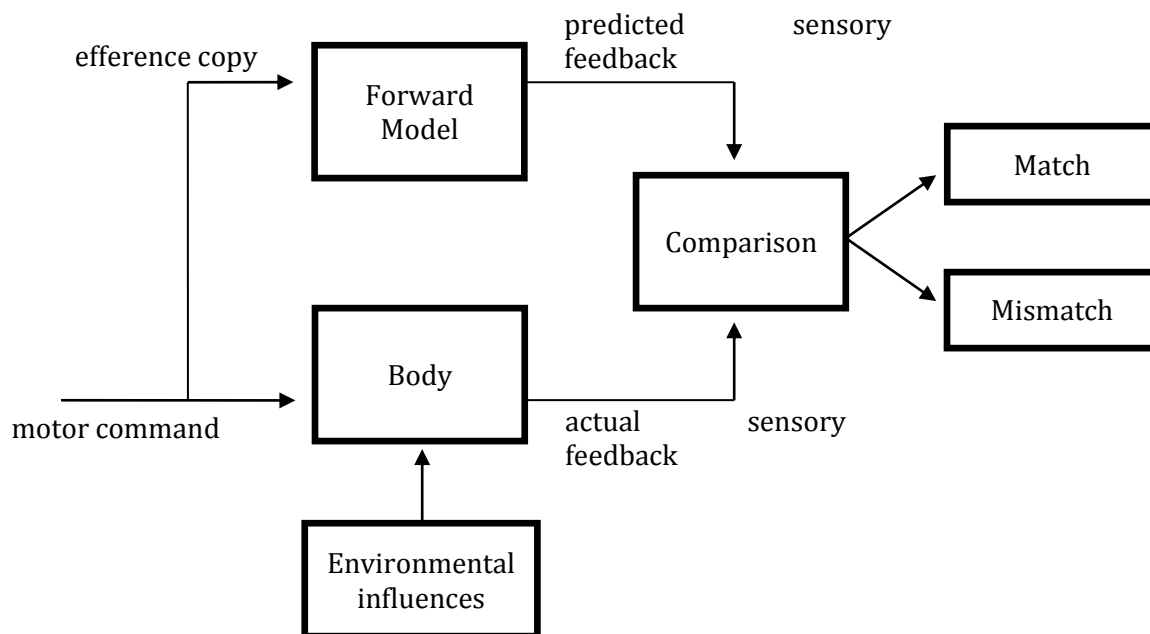 predicted sensory
feedback
efference copy
Forward
Model
Match
Comparison
Mismatch
Body
motor command
actual sensory
feedback
Environmental
influences